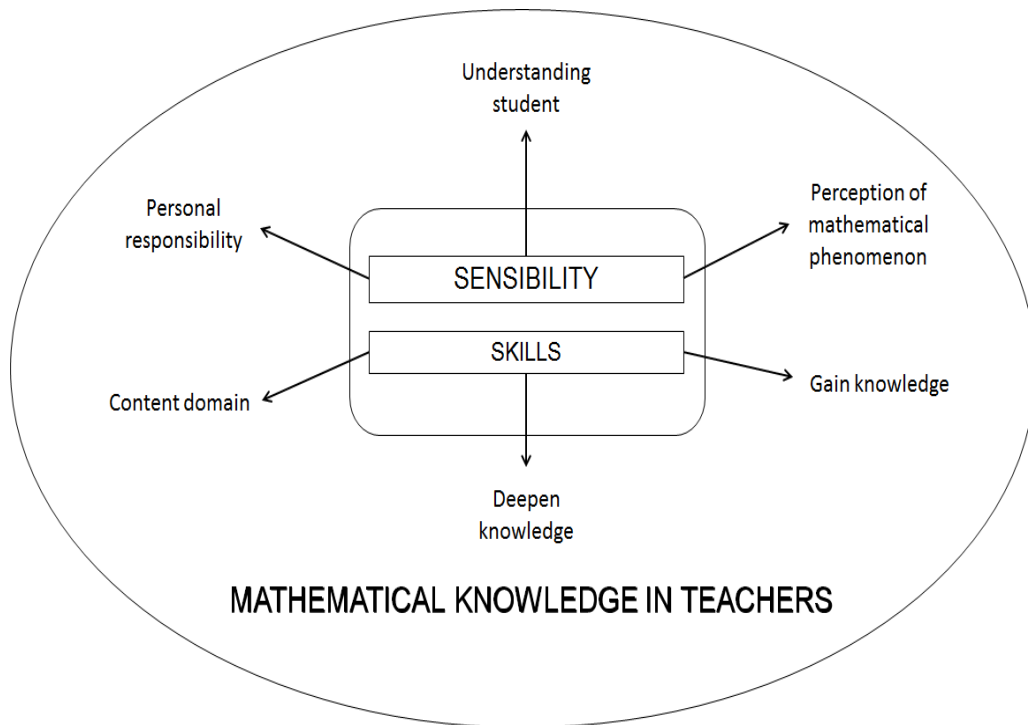 Understanding
student
Personal
responsibility
Perception of
mathematical
phenomenon
SENSIBILITY
SKILLS
Content domain
Gain knowledge
Deepen
knowledge
MATHEMATICAL KNOWLEDGE IN TEACHERS